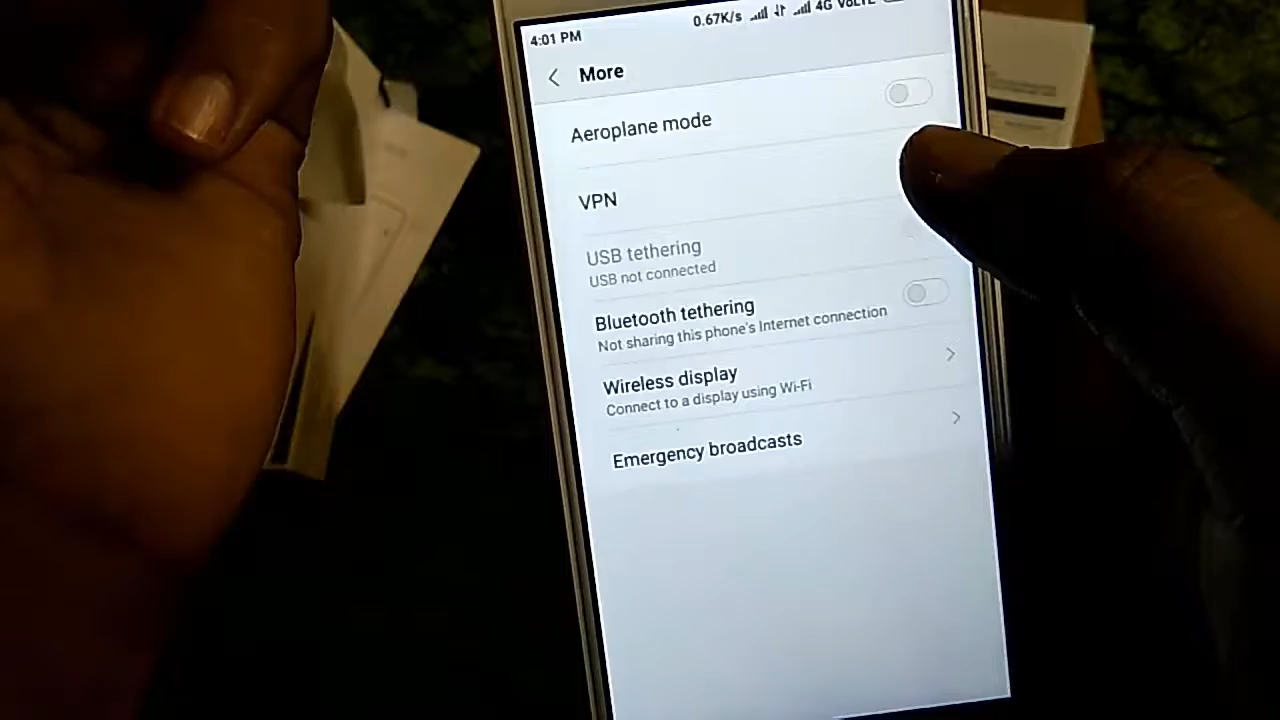 4:01 PM 0.67K/s 4G VoLTE
More
Aeroplane mode
VPN
USB tethering
USB not connected
Bluetooth tethering
Not sharing this phone's Internet connection
Wireless display
Connect to a display using Wi-Fi
Emergency broadcasts